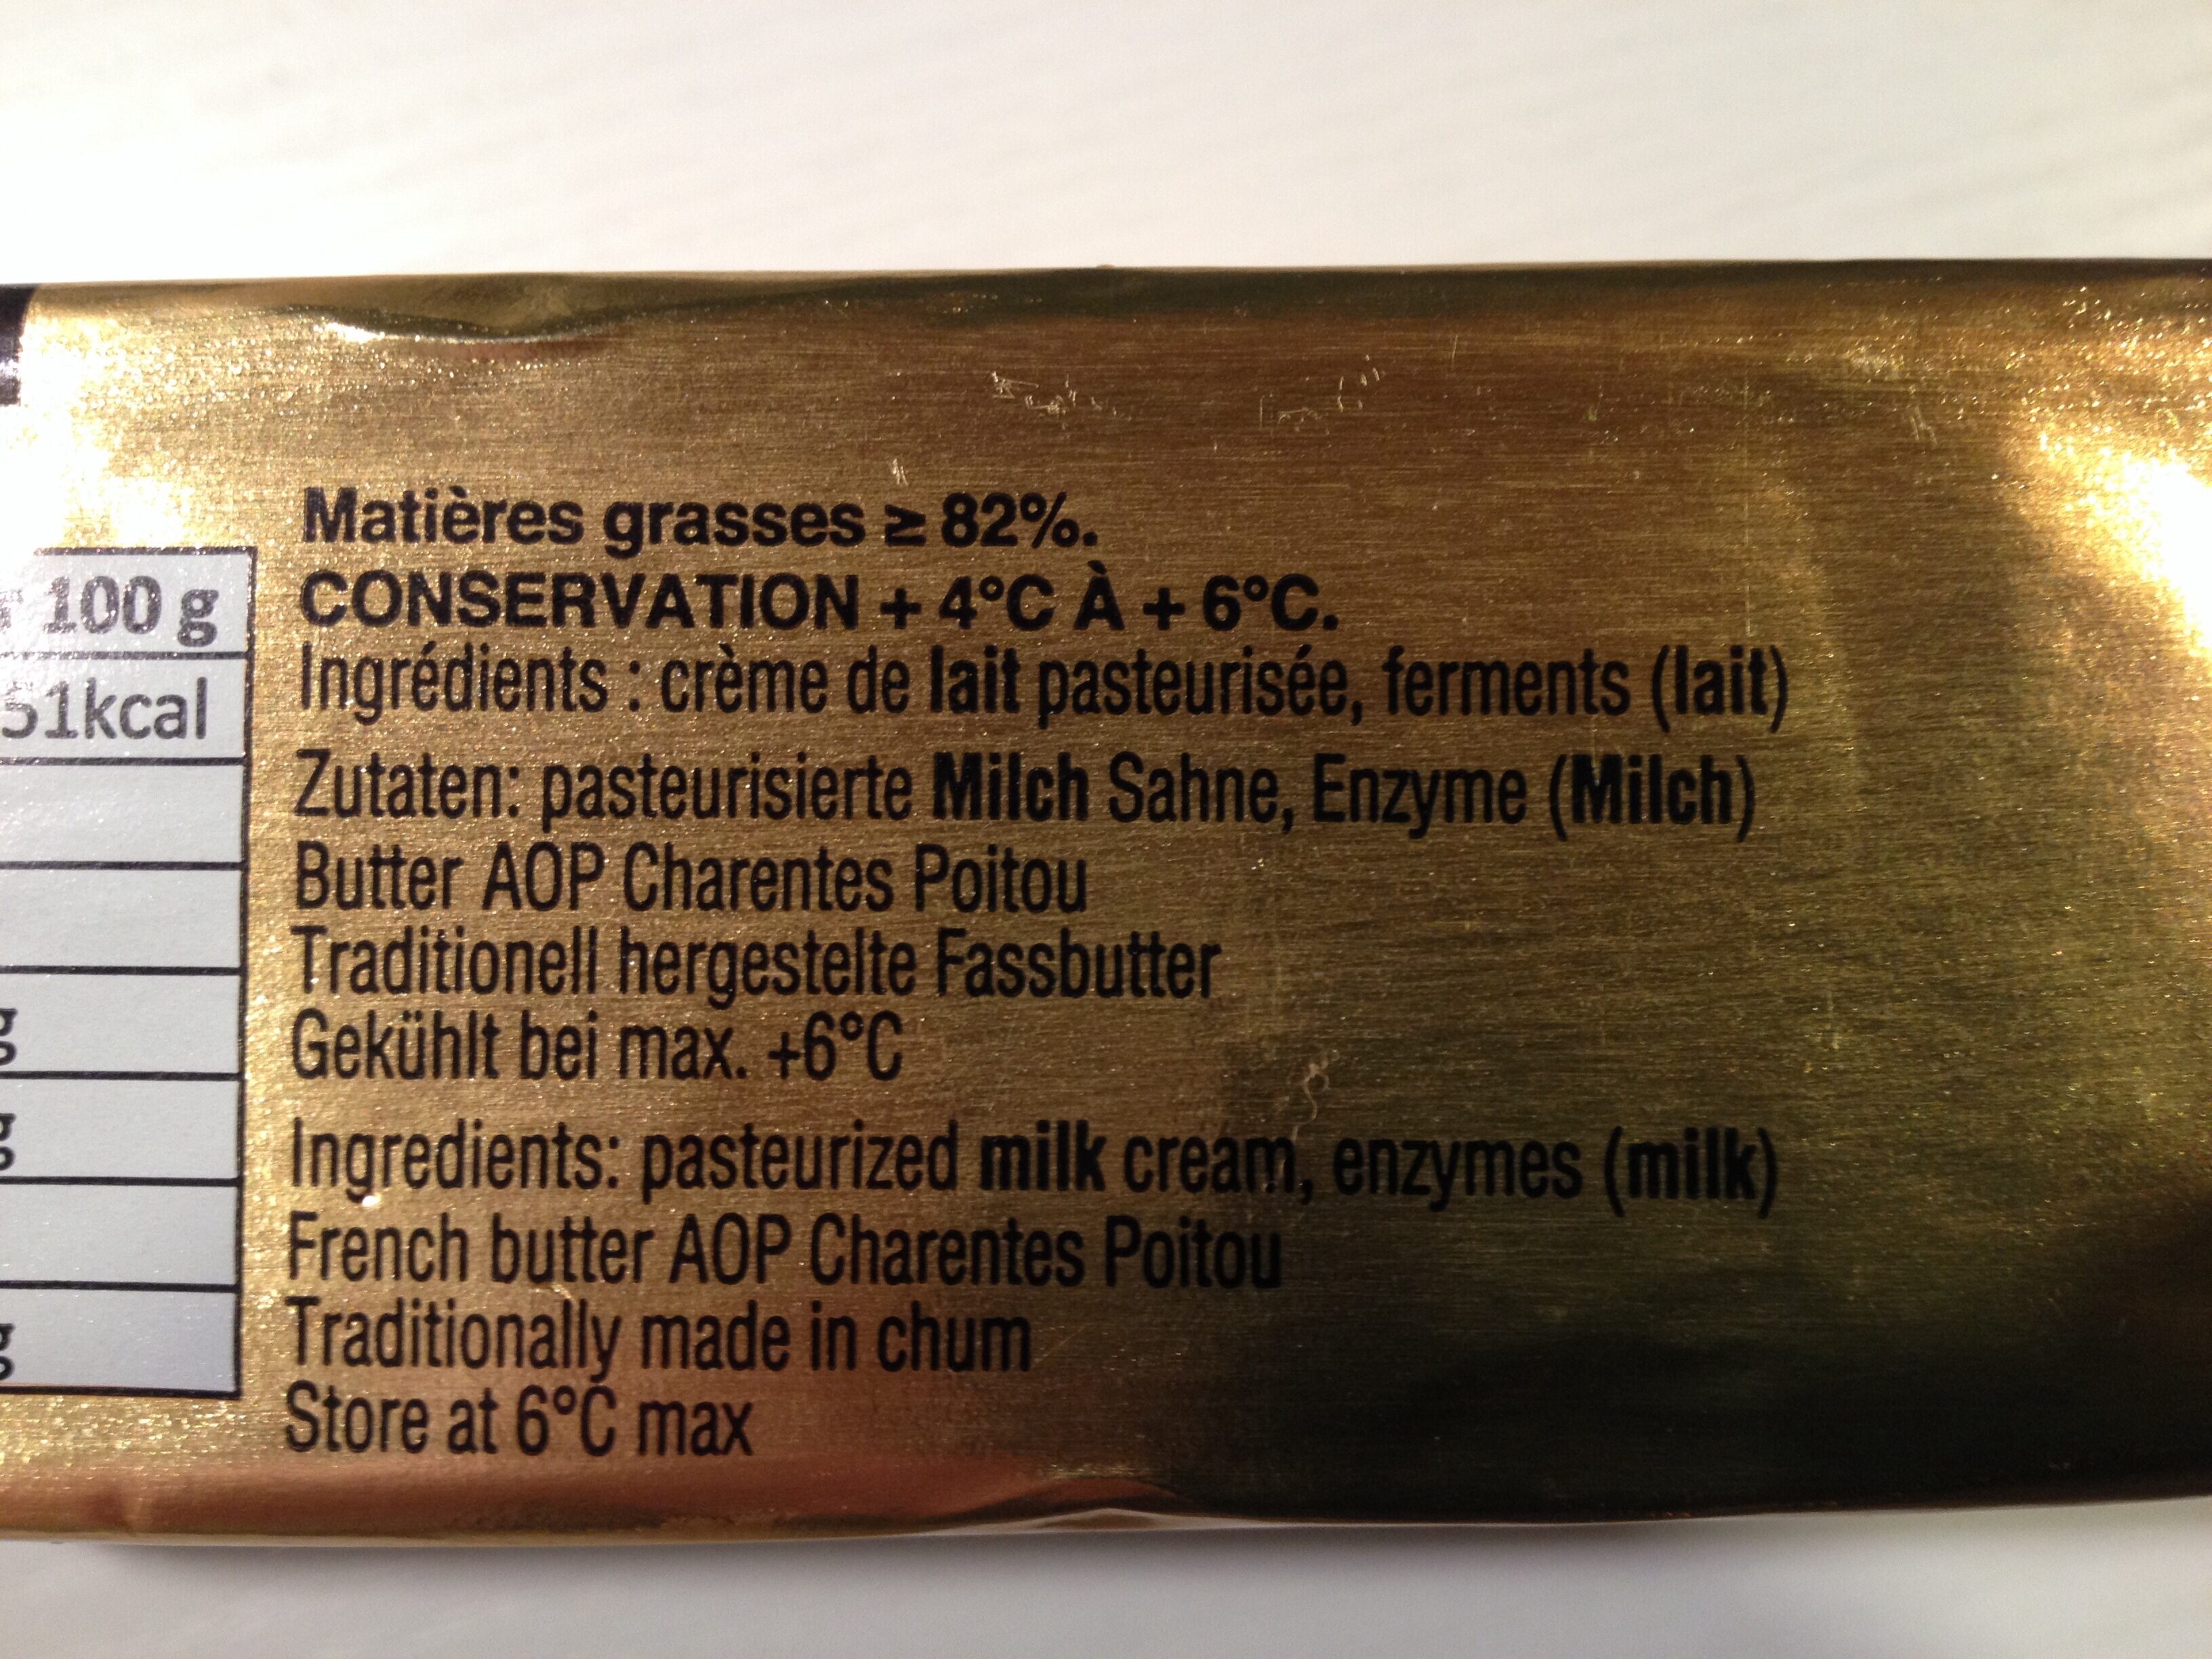 100 g
51kcal
g
g
g
Matières grasses ≥ 82%.
CONSERVATION + 4°C À + 6°C.
Ingrédients : crème de lait pasteurisée, ferments (lait)
Zutaten: pasteurisierte Milch Sahne, Enzyme (Milch)
Butter AOP Charentes Poitou
Traditionell hergestelte Fassbutter
Gekühlt bei max. +6°C
Ingredients: pasteurized milk cream, enzymes (milk)
French butter AOP Charentes Poitou
Traditionally made in chum
Store at 6°C max